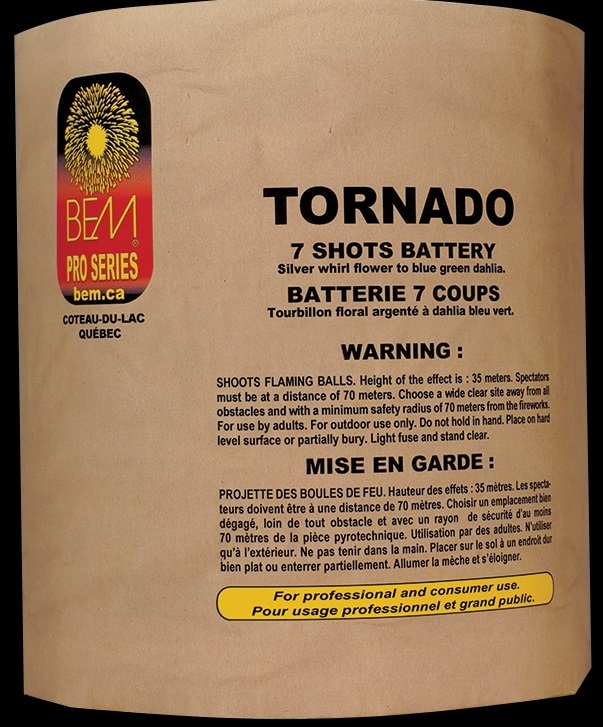 BEM
PRO SERIES
bem.ca
COTEAU-DU-LAC
QUÉBEC
TORNADO
7 SHOTS BATTERY
Silver whirl flower to blue green dahlia.
BATTERIE 7 COUPS
Tourbillon floral argenté à dahlia bleu vert.
WARNING :
SHOOTS FLAMING BALLS. Height of the effect is : 35 meters. Spectators
must be at a distance of 70 meters. Choose a wide clear site away from all
obstacles and with a minimum safety radius of 70 meters from the fireworks.
For use by adults. For outdoor use only. Do not hold in hand. Place on hard
level surface or partially bury. Light fuse and stand clear.
MISE EN GARDE :
PROJETTE DES BOULES DE FEU. Hauteur des effets : 35 mètres. Les specta-
teurs doivent être à une distance de 70 mètres. Choisir un emplacement bien
dégagé, loin de tout obstacle et avec un rayon de sécurité d'au moins
70 mètres de la pièce pyrotechnique. Utilisation par des adultes. N'utiliser
qu'à l'extérieur. Ne pas tenir dans la main. Placer sur le sol à un endroit dur
bien plat ou enterrer partiellement. Allumer la mèche et s'éloigner.
For professional and consumer use.
Pour usage professionnel et grand public.